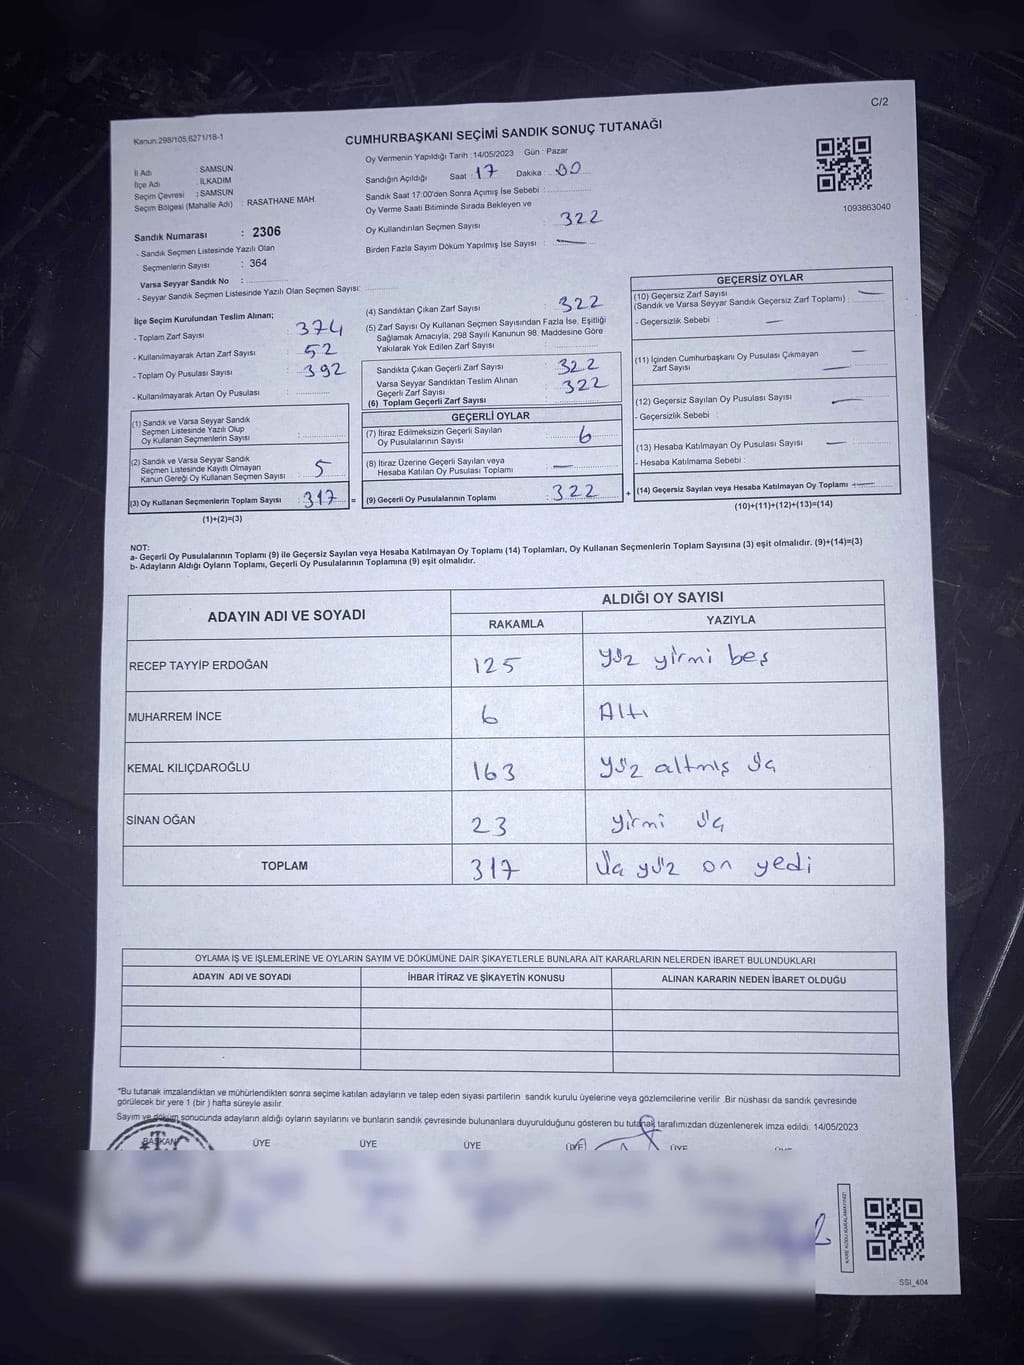 C/2
Kanun:298/105,6271/18-1
CUMHURBAŞKANI SEÇİMİ SANDIK SONUÇ TUTANAĞI
İl Adı : SAMSUN
İlçe Adı : İLKADIM
Seçim Çevresi : SAMSUN
Seçim Bölgesi (Mahalle Adı) : RASATHANE MAH.
Sandık Numarası : 2306
- Sandık Seçmen Listesinde Yazılı Olan
Seçmenlerin Sayısı : 364
Varsa Seyyar Sandık No :
- Seyyar Sandık Seçmen Listesinde Yazılı Olan Seçmen Sayısı:
Oy Vermenin Yapıldığı Tarih :14/05/2023 Gün : Pazar
Sandığın Açıldığı Saat : 17 Dakika : 00
Sandık Saat 17:00'den Sonra Açımış İse Sebebi :
Oy Verme Saati Bitiminde Sırada Bekleyen ve
Oy Kullandırılan Seçmen Sayısı : 322
Birden Fazla Sayım Döküm Yapılmış İse Sayısı : —
1093863040
İlçe Seçim Kurulundan Teslim Alınan;
- Toplam Zarf Sayısı : 374
- Kullanılmayarak Artan Zarf Sayısı : 52
- Toplam Oy Pusulası Sayısı : 392
- Kullanılmayarak Artan Oy Pusulası :
(1) Sandık ve Varsa Seyyar Sandık
Seçmen Listesinde Yazılı Olup
Oy Kullanan Seçmenlerin Sayısı :
(2) Sandık ve Varsa Seyyar Sandık
Seçmen Listesinde Kayıtlı Olmayan
Kanun Gereği Oy Kullanan Seçmen Sayısı : 5
(3) Oy Kullanan Seçmenlerin Toplam Sayısı : 317 =
(1)+(2)=(3)
(4) Sandıktan Çıkan Zarf Sayısı : 322
(5) Zarf Sayısı Oy Kullanan Seçmen Sayısından Fazla İse, Eşitliği
Sağlamak Amacıyla, 298 Sayılı Kanunun 98. Maddesine Göre
Yakılarak Yok Edilen Zarf Sayısı :
Sandıkta Çıkan Geçerli Zarf Sayısı : 322
Varsa Seyyar Sandıktan Teslim Alınan
Geçerli Zarf Sayısı : 322
(6) Toplam Geçerli Zarf Sayısı :
GEÇERLİ OYLAR
(7) İtiraz Edilmeksizin Geçerli Sayılan
Oy Pusulalarının Sayısı : 6
(8) İtiraz Üzerine Geçerli Sayılan veya
Hesaba Katılan Oy Pusulası Toplamı : —
(9) Geçerli Oy Pusulalarının Toplamı : 322 +
GEÇERSİZ OYLAR
(10) Geçersiz Zarf Sayısı
(Sandık ve Varsa Seyyar Sandık Geçersiz Zarf Toplamı) : —
- Geçersizlik Sebebi : —
(11) İçinden Cumhurbaşkanı Oy Pusulası Çıkmayan —
Zarf Sayısı : —
(12) Geçersiz Sayılan Oy Pusulası Sayısı : —
- Geçersizlik Sebebi :
(13) Hesaba Katılmayan Oy Pusulası Sayısı : —
- Hesaba Katılmama Sebebi :
(14) Geçersiz Sayılan veya Hesaba Katılmayan Oy Toplamı : —
(10)+(11)+(12)+(13)=(14)
NOT:
a- Geçerli Oy Pusulalarının Toplamı (9) ile Geçersiz Sayılan veya Hesaba Katılmayan Oy Toplamı (14) Toplamları, Oy Kullanan Seçmenlerin Toplam Sayısına (3) eşit olmalıdır. (9)+(14)=(3)
b- Adayların Aldığı Oyların Toplamı, Geçerli Oy Pusulalarının Toplamına (9) eşit olmalıdır.
ADAYIN ADI VE SOYADI
ALDIĞI OY SAYISI
RAKAMLA YAZIYLA
RECEP TAYYİP ERDOĞAN 125 yüz yirmi beş
MUHARREM İNCE 6 Altı
KEMAL KILIÇDAROĞLU 163 yüz altmış üç
SİNAN OĞAN 23 yirmi üç
TOPLAM 317 Üç yüz on yedi
OYLAMA İŞ VE İŞLEMLERİNE VE OYLARIN SAYIM VE DÖKÜMÜNE DAİR ŞİKAYETLERLE BUNLARA AİT KARARLARIN NELERDEN İBARET BULUNDUKLARI
ADAYIN ADI VE SOYADI İHBAR İTİRAZ VE ŞİKAYETİN KONUSU ALINAN KARARIN NEDEN İBARET OLDUĞU
*Bu tutanak imzalandıktan ve mühürlendikten sonra seçime katılan adayların ve talep eden siyasi partilerin sandık kurulu üyelerine veya gözlemcilerine verilir. Bir nüshası da sandık çevresinde
görülecek bir yere 1 (bir) hafta süreyle asılır.
Sayım ve döküm sonucunda adayların aldığı oyların sayılarını ve bunların sandık çevresinde bulunanlara duyurulduğunu gösteren bu tutanak tarafımızdan düzenlenerek imza edildi. 14/05/2023
BAŞKAN ÜYE ÜYE ÜYE ÜYE ÜYE
KARE KODU KARALAMAYINIZ!
SSI_404